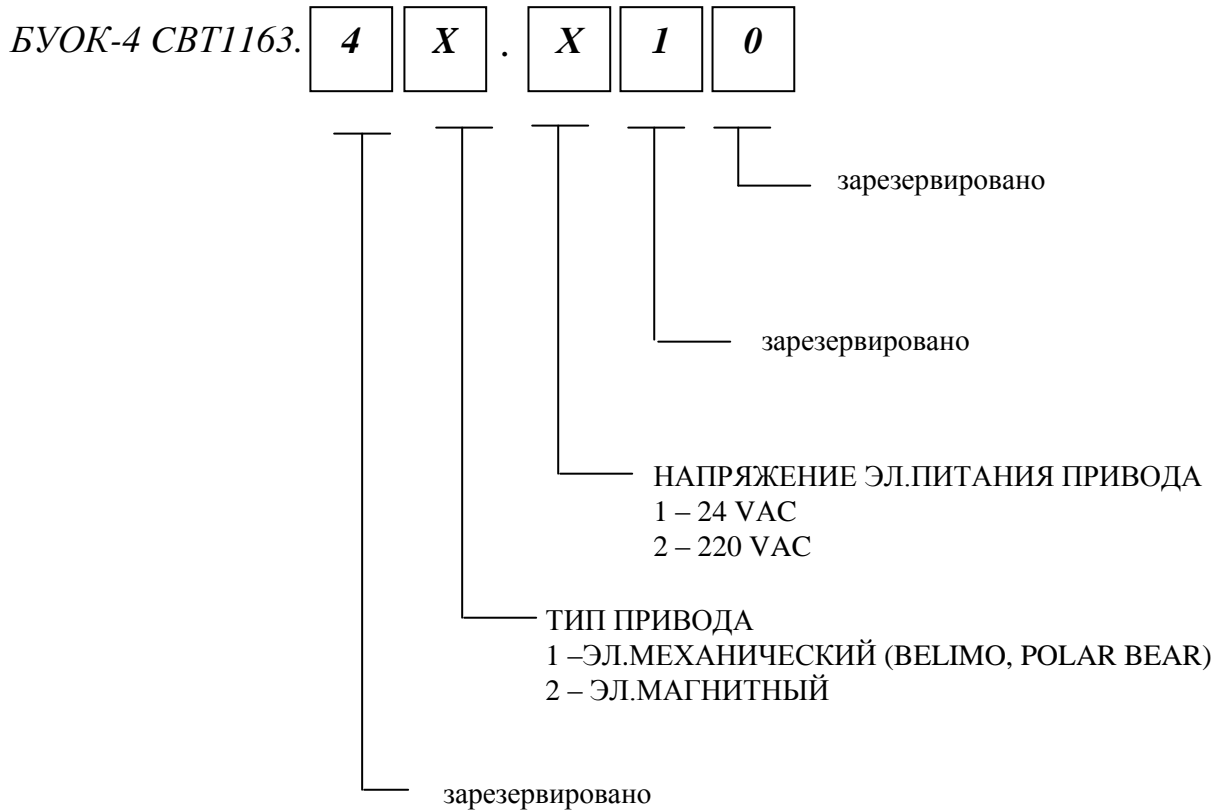 БУОК-4 СВТ1163. 4 X . X 1 0
зарезервировано
зарезервировано
НАПРЯЖЕНИЕ ЭЛ.ПИТАНИЯ ПРИВОДА
1 – 24 VAC
2 – 220 VAC
ТИП ПРИВОДА
1 –ЭЛ.МЕХАНИЧЕСКИЙ (BELIMO, POLAR BEAR)
2 – ЭЛ.МАГНИТНЫЙ
зарезервировано